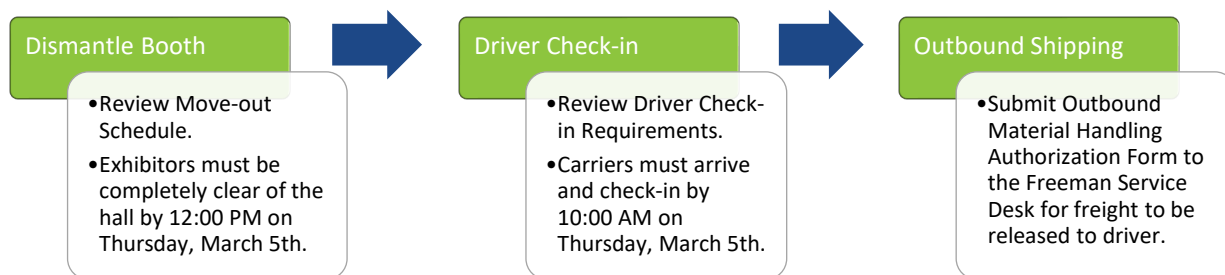 Dismantle Booth
•Review Move-out
Schedule.
•Exhibitors must be
completely clear of the
hall by 12:00 PM on
Thursday, March 5th.
Driver Check-in
•Review Driver Check-
in Requirements.
•Carriers must arrive
and check-in by
10:00 AM on
Thursday, March 5th.
Outbound Shipping
•Submit Outbound
Material Handling
Authorization Form to
the Freeman Service
Desk for freight to be
released to driver.